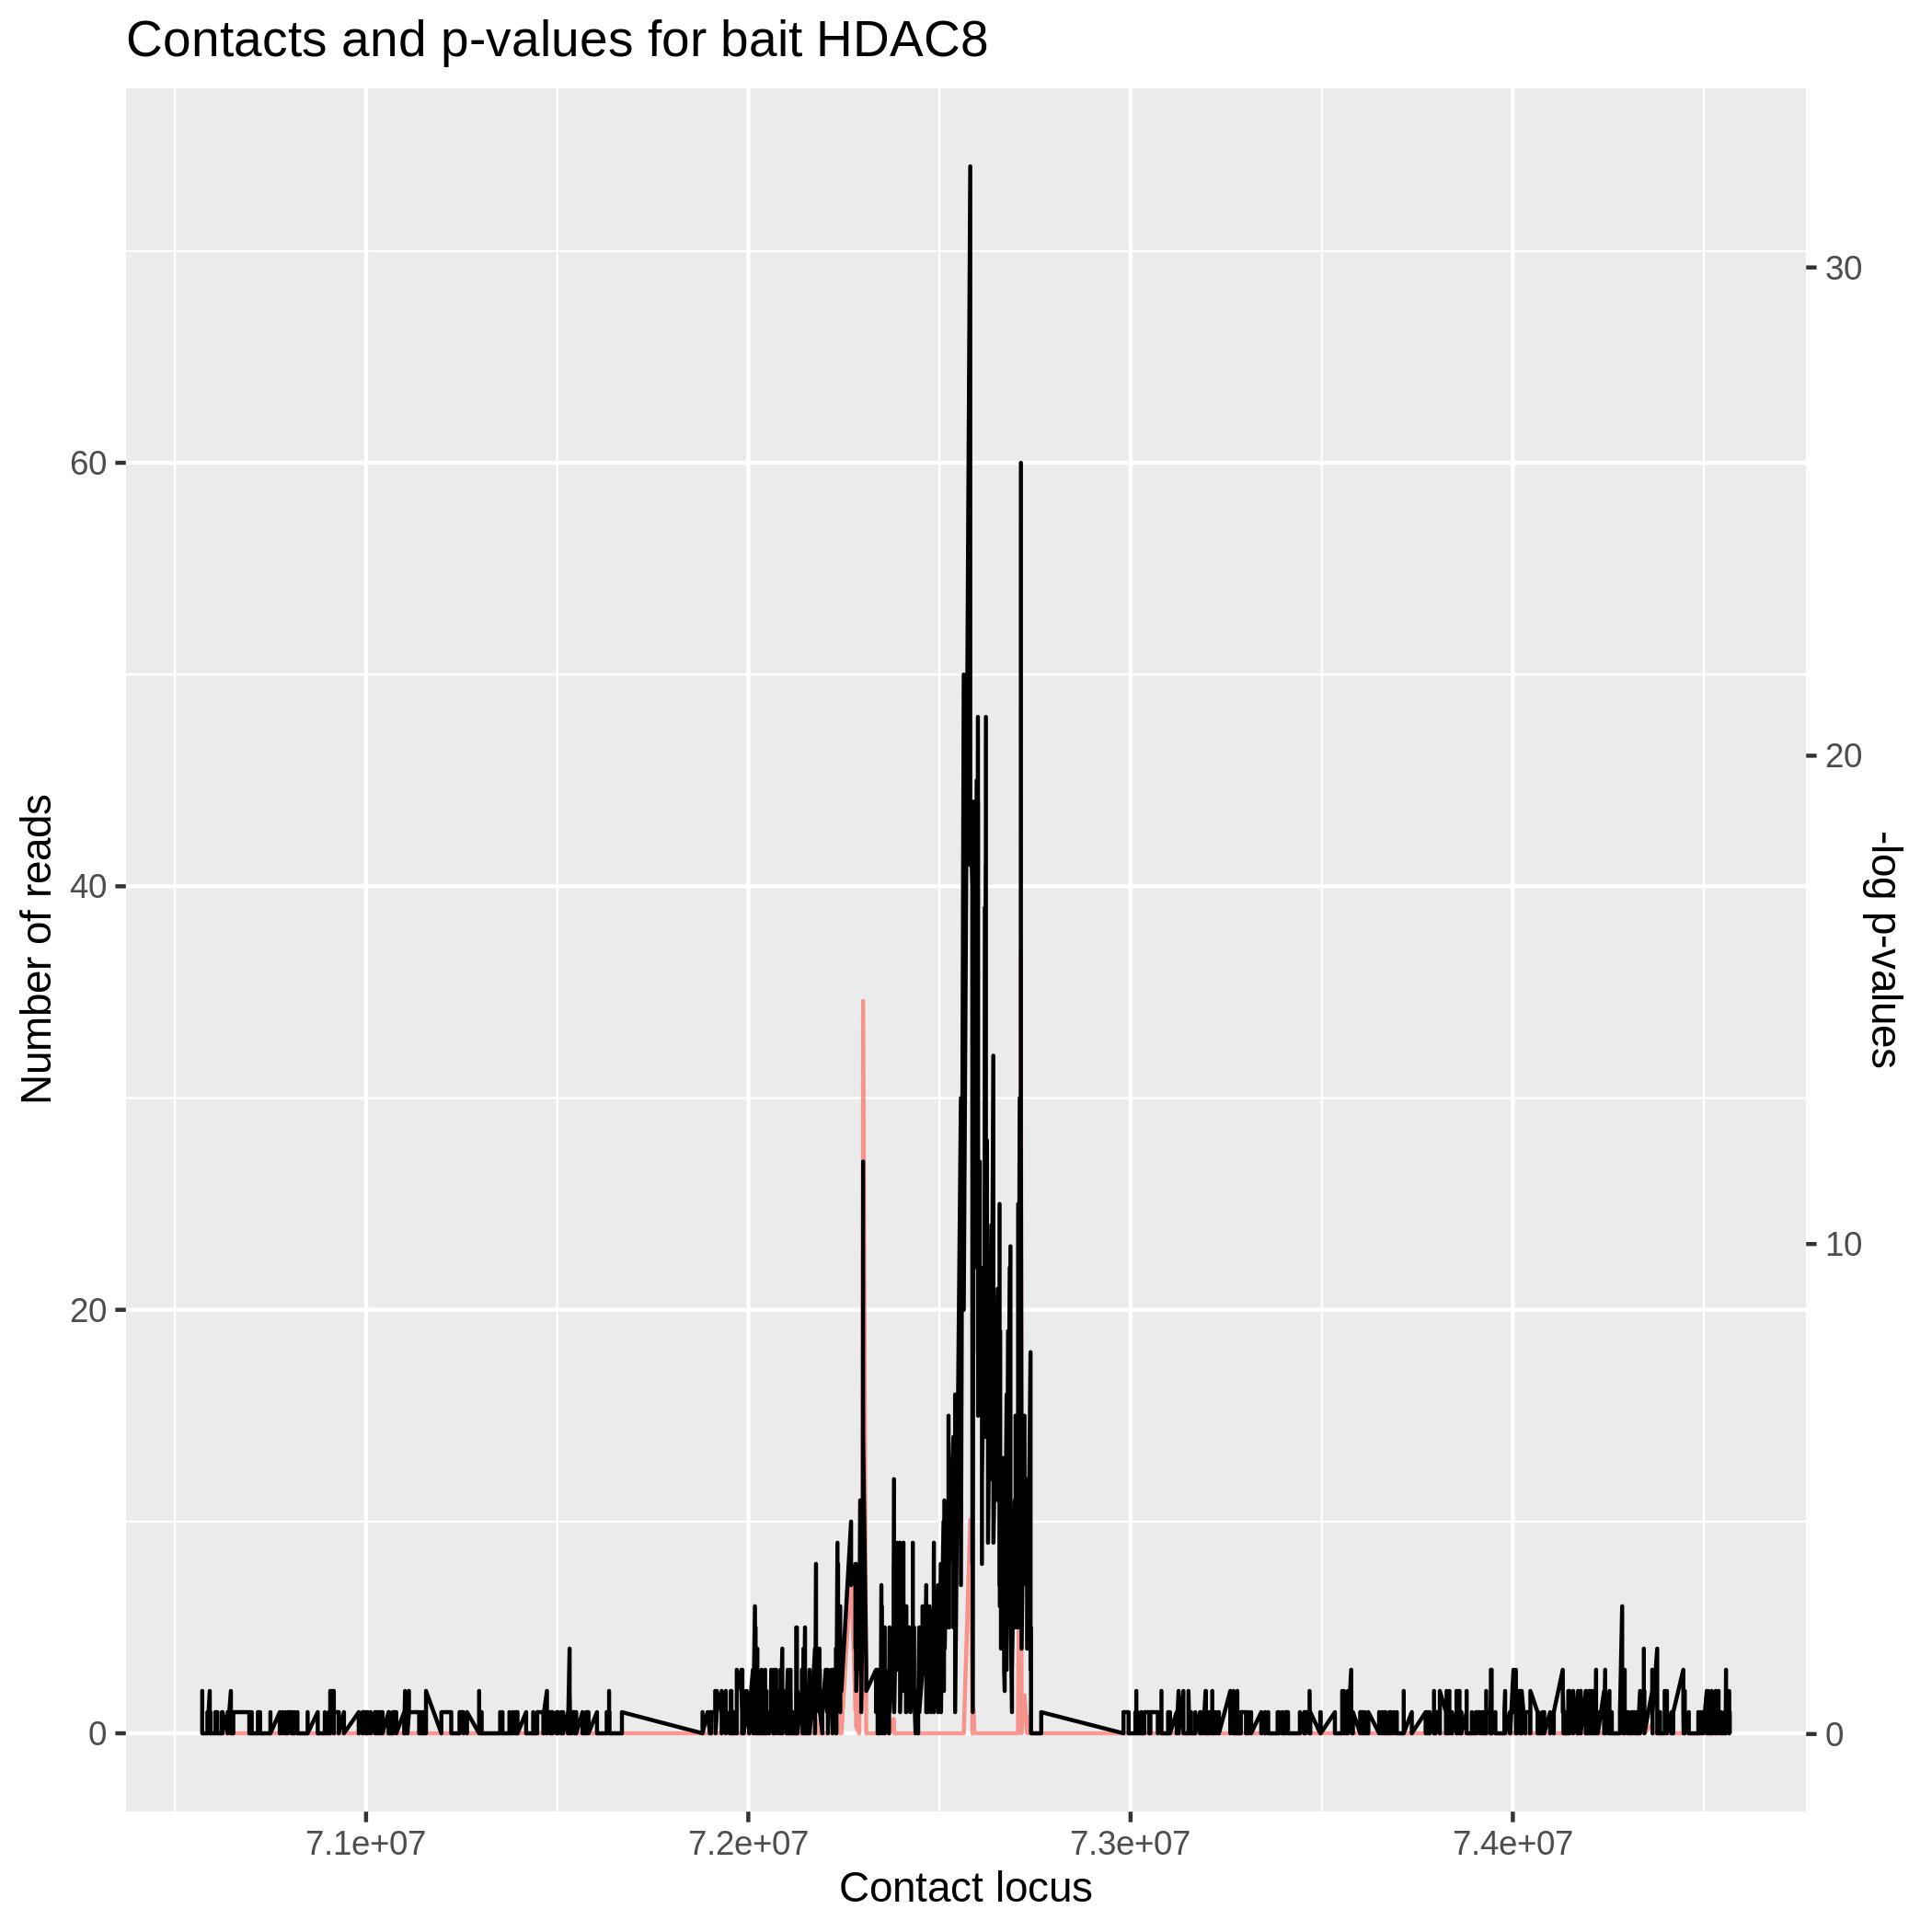 Contacts and p-values for bait HDAC8
Number of reads
60
40
20
0
30
20
10
0
-log p-values
7.1e+07 7.2e+07 7.3e+07 7.4e+07
Contact locus